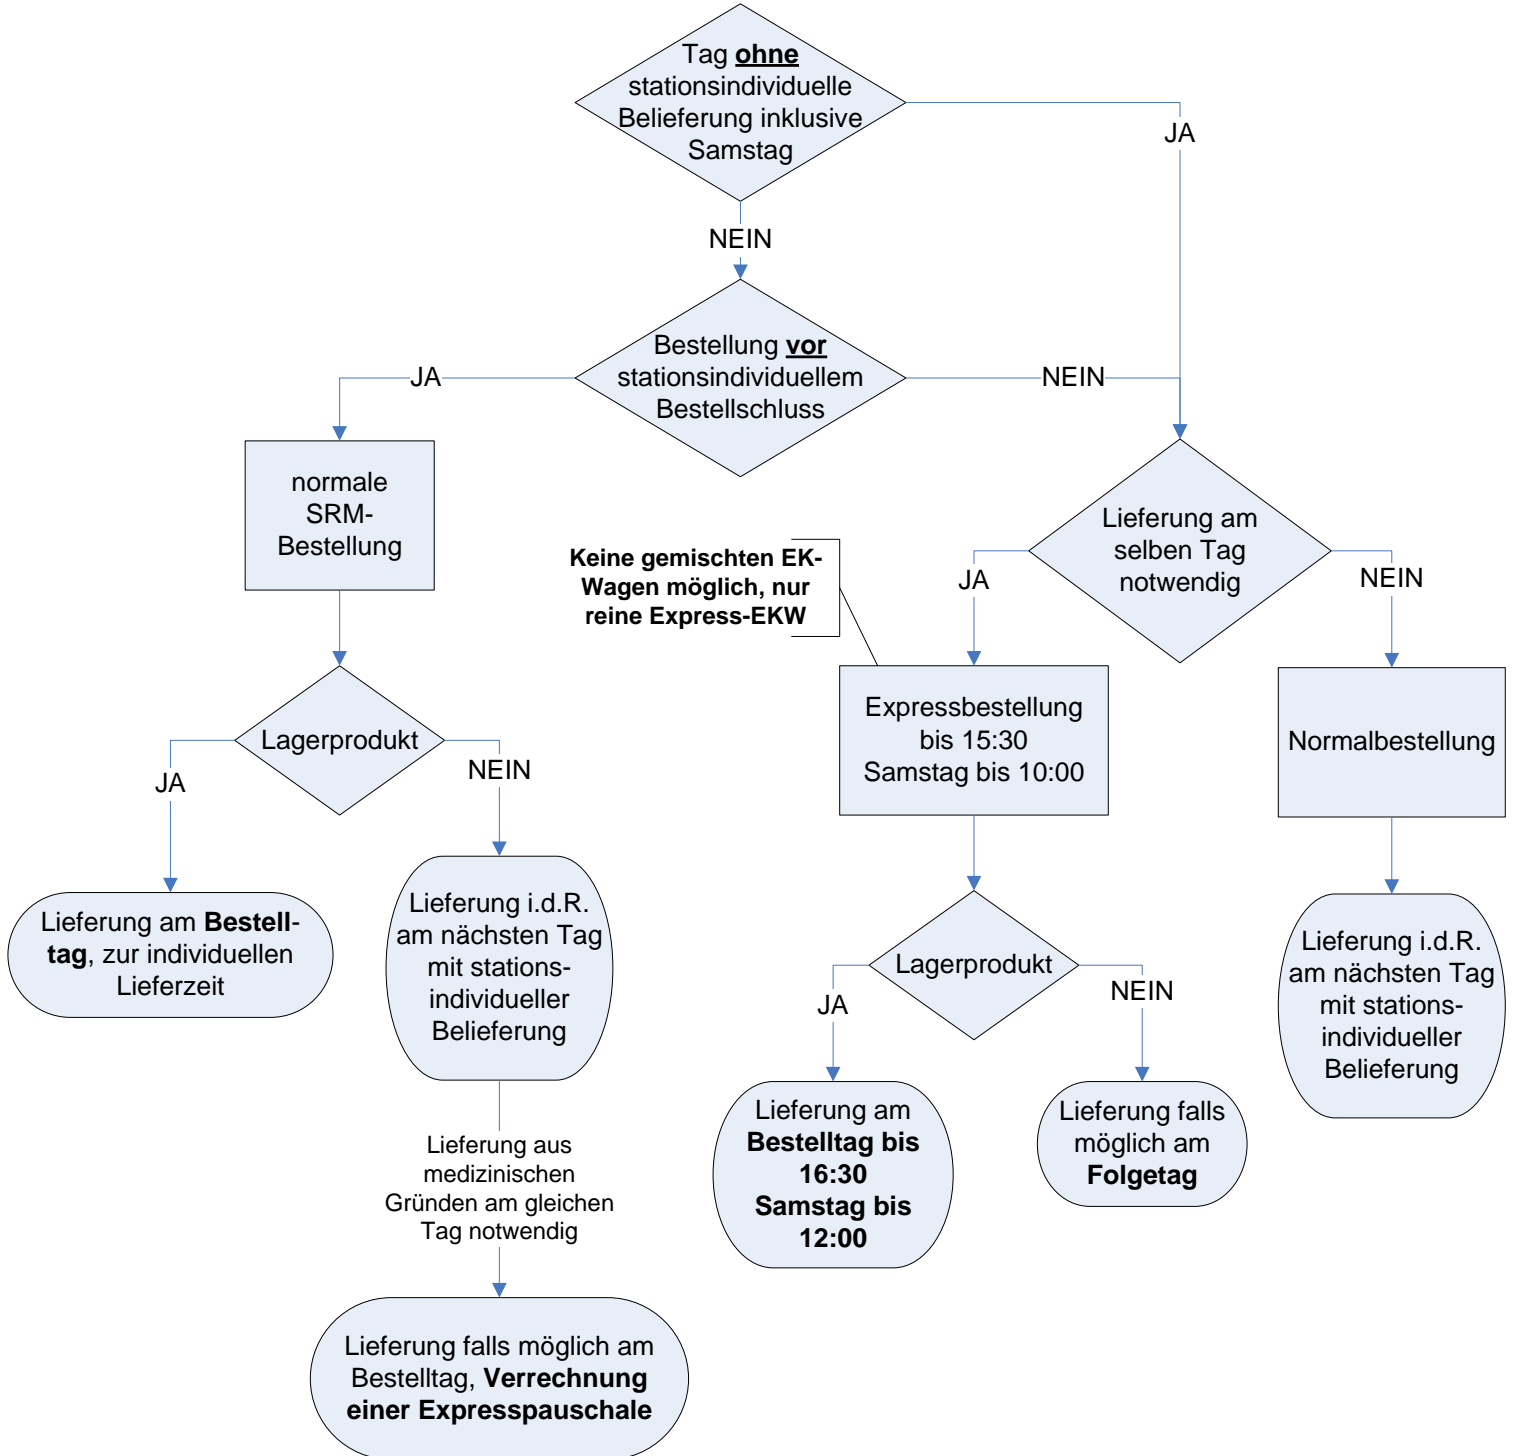 Tag ohne
stationsindividuelle
Belieferung inklusive
Samstag
JA
NEIN
Bestellung vor
stationsindividuellem
Bestellschluss
JA
NEIN
normale
SRM-
Bestellung
Lieferung am
selben Tag
notwendig
Keine gemischten EK-
Wagen möglich, nur
reine Express-EKW
JA
NEIN
Expressbestellung
bis 15:30
Samstag bis 10:00
Normalbestellung
Lagerprodukt
JA
NEIN
Lieferung am Bestell-
tag, zur individuellen
Lieferzeit
Lieferung i.d.R.
am nächsten Tag
mit stations-
individueller
Belieferung
Lagerprodukt
JA
NEIN
Lieferung i.d.R.
am nächsten Tag
mit stations-
individueller
Belieferung
Lieferung am
Bestelltag bis
16:30
Samstag bis
12:00
Lieferung falls
möglich am
Folgetag
Lieferung aus
medizinischen
Gründen am gleichen
Tag notwendig
Lieferung falls möglich am
Bestelltag, Verrechnung
einer Expresspauschale